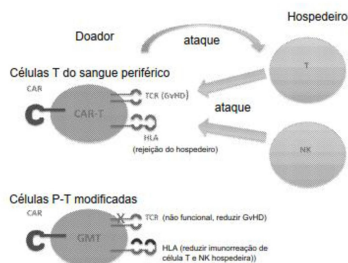 Hospedeiro
Doador
ataque
Células T do sangue periférico
CAR
TCR (GvHD)
T
CAR-T
ataque
HLA
(rejeição do hospedeiro)
NK
Células P-T modificadas
CAR
X
TCR (não funcional, reduzir GvHD)
GMT
HLA (reduzir imunorreação de
célula T e NK hospedeira))